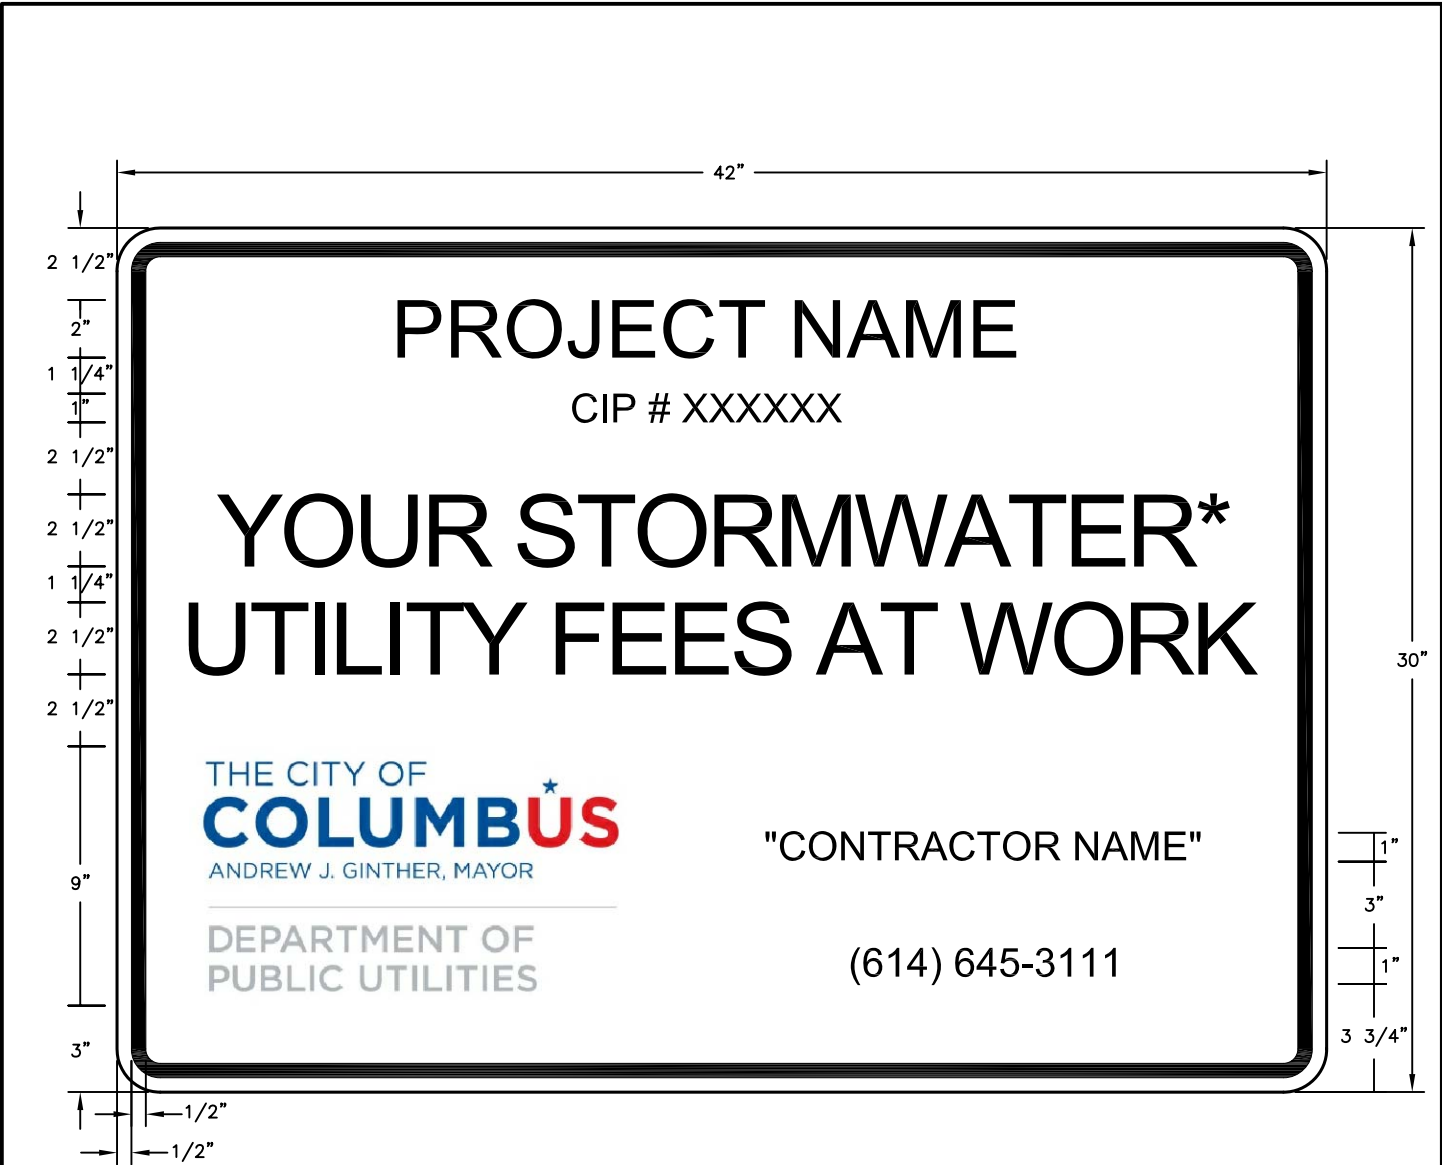 42"
2 1/2"
2"
1 1/4"
1"
2 1/2"
2 1/2"
1 1/4"
2 1/2"
2 1/2"
9"
3"
PROJECT NAME
CIP # XXXXXX
YOUR STORMWATER*
UTILITY FEES AT WORK
THE CITY OF
COLUMBUS
ANDREW J. GINTHER, MAYOR
DEPARTMENT OF
PUBLIC UTILITIES
"CONTRACTOR NAME"
(614) 645-3111
30"
1"
3"
1"
3 3/4"
1/2"
1/2"